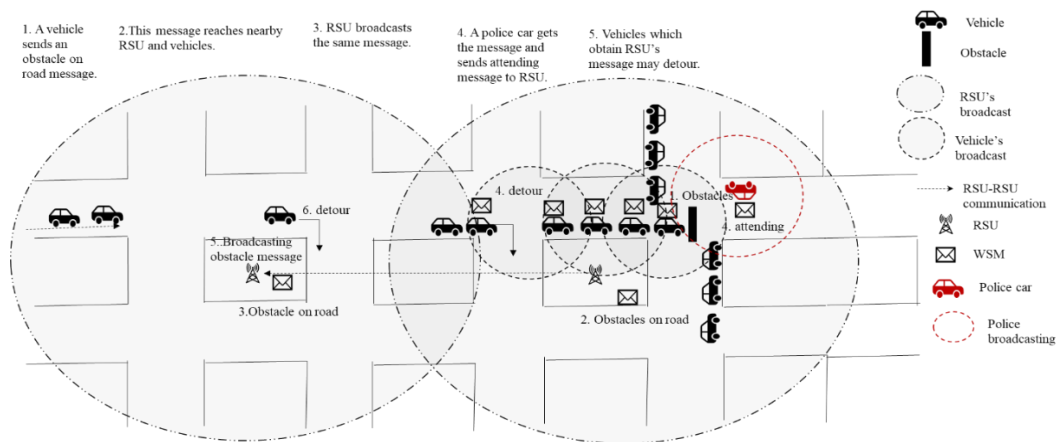 1. A vehicle
sends an
obstacle on
road message.
2.This message reaches nearby
RSU and vehicles.
3. RSU broadcasts
the same message.
4. A police car gets
the message and
sends attending
message to RSU.
5. Vehicles which
obtain RSU's
message may detour.
Vehicle
Obstacle
RSU's
broadcast
Vehicle's
broadcast
RSU-RSU
communication
RSU
WSM
Police car
Police
broadcasting
4. detour
1. Obstacles
4. attending
6. detour
5. Broadcasting
obstacle message
3.Obstacle on road
2. Obstacles on road